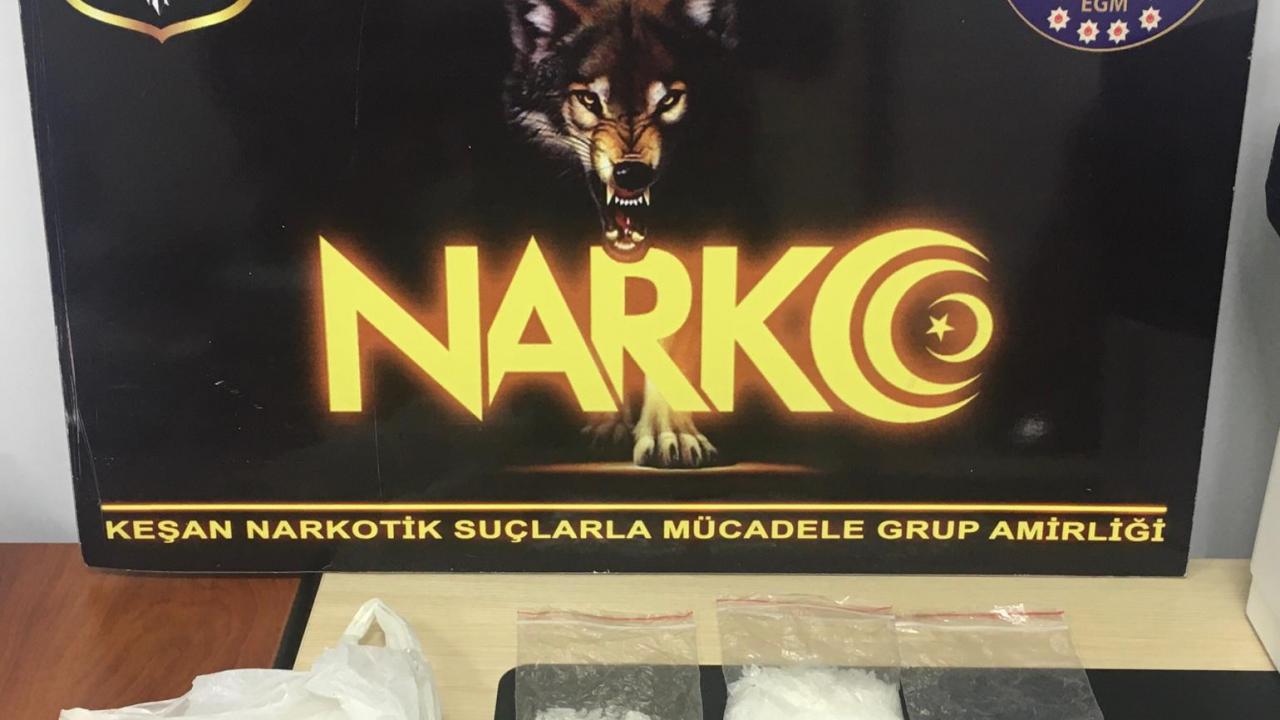 EGM
NARKO
KEŞAN NARKOTİK SUÇLARLA MÜCADELE GRUP AMİRLİĞİ